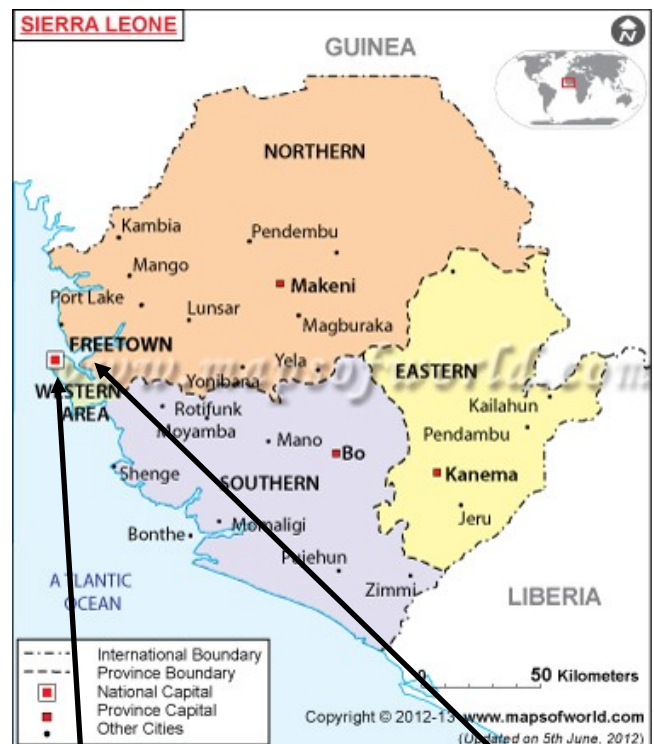 SIERRA LEONE
N
GUINEA
NORTHERN
Kambia
Pendembu
Mango
Makeni
Port Lake
Lunsar
Magburaka
FREETOWN
www.mapsofworld.com
Yela
EASTERN
Yonibana
WESTERN
AREA
Kailahun
Rotifunk
Moyamba
Mano
Bo
Pendambu
Shenge
SOUTHERN
Kanema
Momaligi
Jeru
Bonthe
Pujehun
Zimmi
ATLANTIC
OCEAN
LIBERIA
International Boundary
Province Boundary
National Capital
Province Capital
Other Cities
0 50 Kilometers
Copyright © 2012-13 www.mapsofworld.com
(Updated on 5th June, 2012)